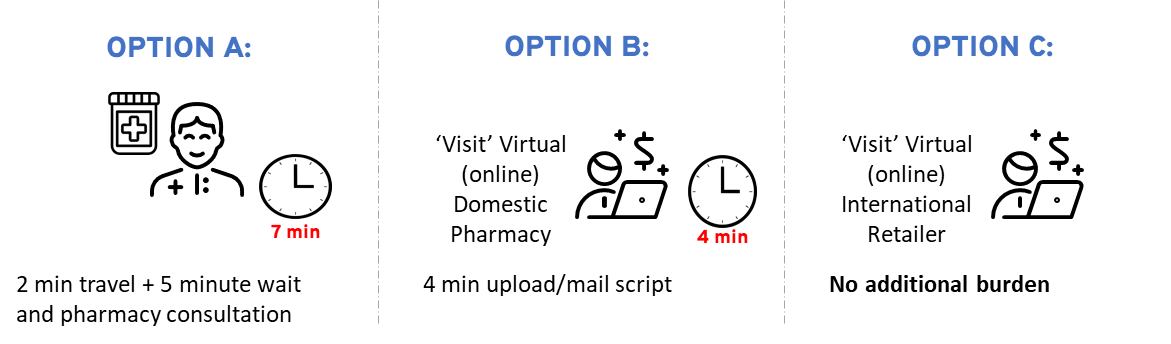 OPTION A:
7 min
2 min travel + 5 minute wait
and pharmacy consultation
OPTION B:
‘Visit’ Virtual
(online)
Domestic
Pharmacy
4 min
4 min upload/mail script
OPTION C:
‘Visit’ Virtual
(online)
International
Retailer
No additional burden